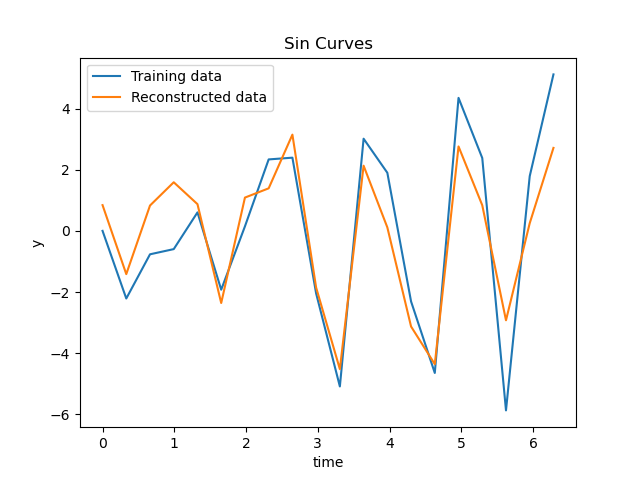 Sin Curves
Training data
Reconstructed data
4
2
0
−2
−4
−6
y
0 1 2 3 4 5 6
time